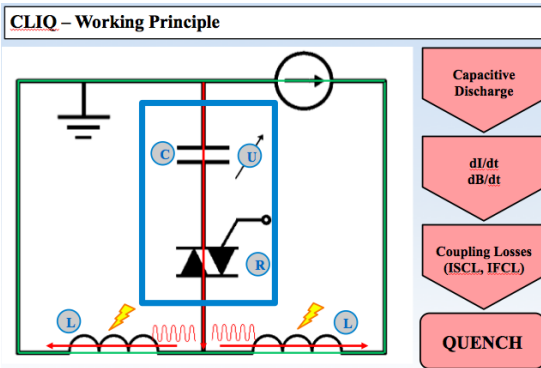 CLIQ – Working Principle
Capacitive
Discharge
C
U
dI/dt
dB/dt
R
Coupling Losses
(ISCL, IFCL)
L
L
QUENCH